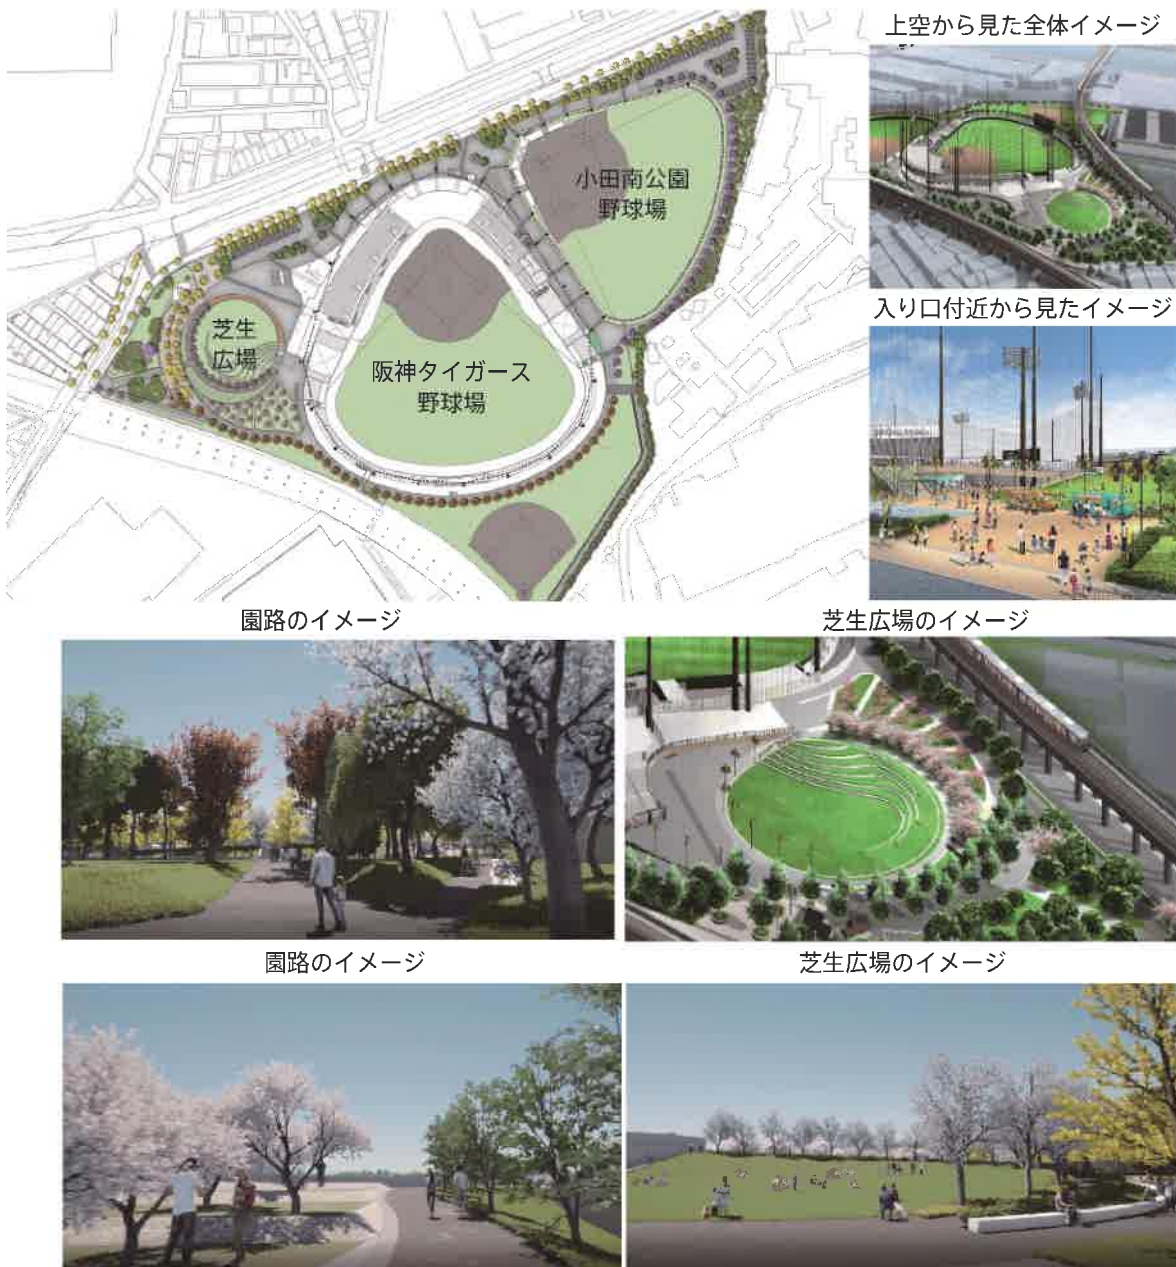 上空から見た全体イメージ
小田南公園
野球場
芝生
広場
阪神タイガース
野球場
入り口付近から見たイメージ
園路のイメージ
芝生広場のイメージ
園路のイメージ
芝生広場のイメージ